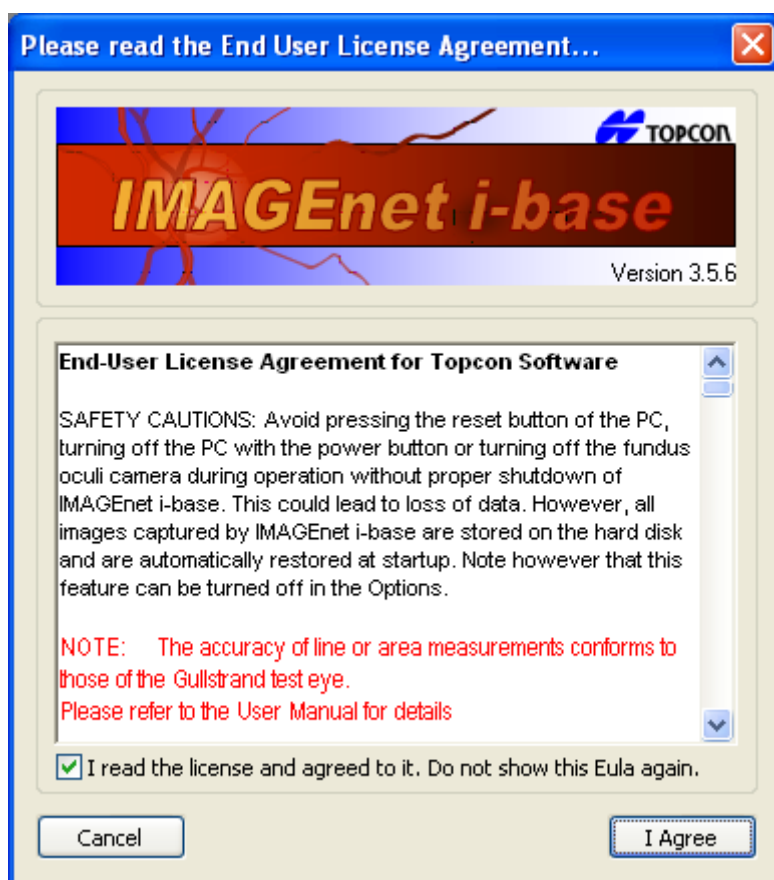 Please read the End User License Agreement...
TOPCON
IMAGEnet i-base
Version 3.5.6
End-User License Agreement for Topcon Software
SAFETY CAUTIONS: Avoid pressing the reset button of the PC,
turning off the PC with the power button or turning off the fundus
oculi camera during operation without proper shutdown of
IMAGEnet i-base. This could lead to loss of data. However, all
images captured by IMAGEnet i-base are stored on the hard disk
and are automatically restored at startup. Note however that this
feature can be turned off in the Options.
NOTE: The accuracy of line or area measurements conforms to
those of the Gullstrand test eye.
Please refer to the User Manual for details
I read the license and agreed to it. Do not show this Eula again.
Cancel
I Agree